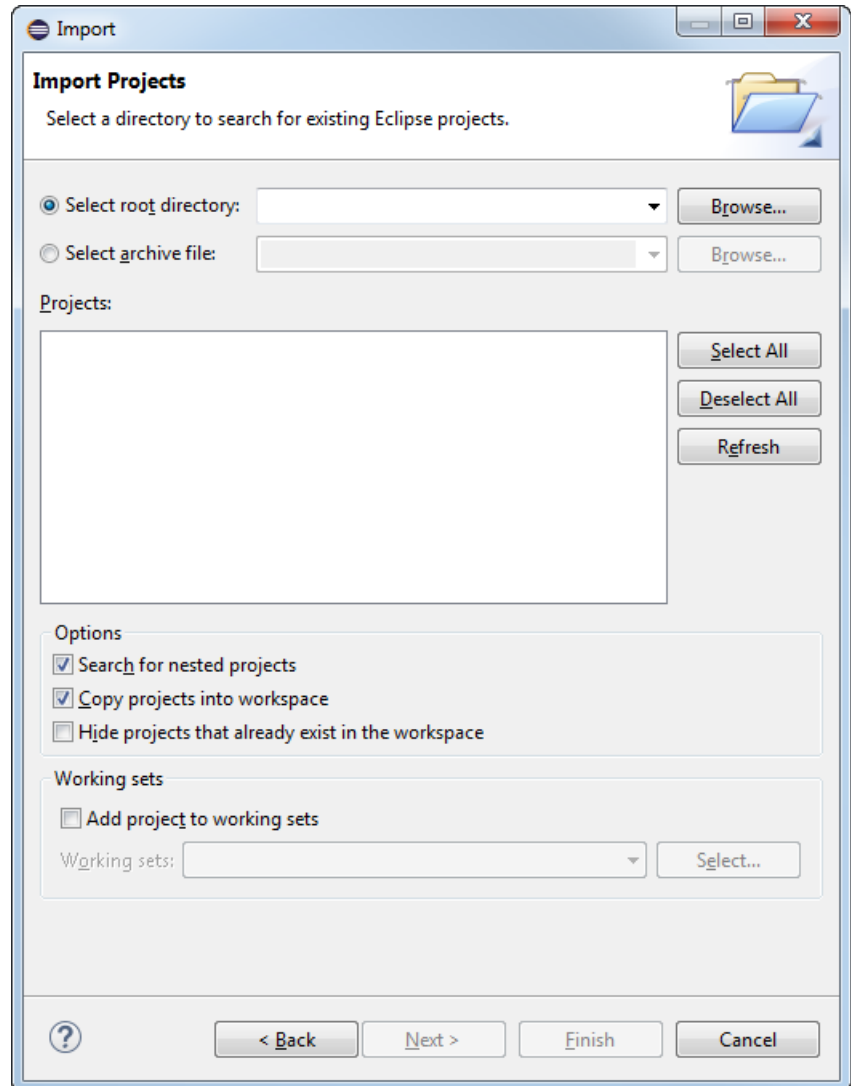 Import
Import Projects
Select a directory to search for existing Eclipse projects.
Select root directory:
Browse...
Select archive file:
Browse...
Projects:
Select All
Deselect All
Refresh
Options
Search for nested projects
Copy projects into workspace
Hide projects that already exist in the workspace
Working sets
Add project to working sets
Working sets:
Select...
?
< Back
Next >
Finish
Cancel